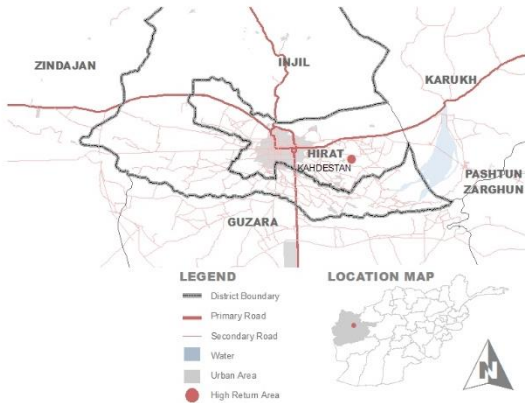 ZINDAJAN
INJIL
KARUKH
HIRAT
KAHDESTAN
PASHTUN
ZARGHUN
GUZARA
LEGEND
District Boundary
Primary Road
Secondary Road
Water
Urban Area
High Return Area
LOCATION MAP
N